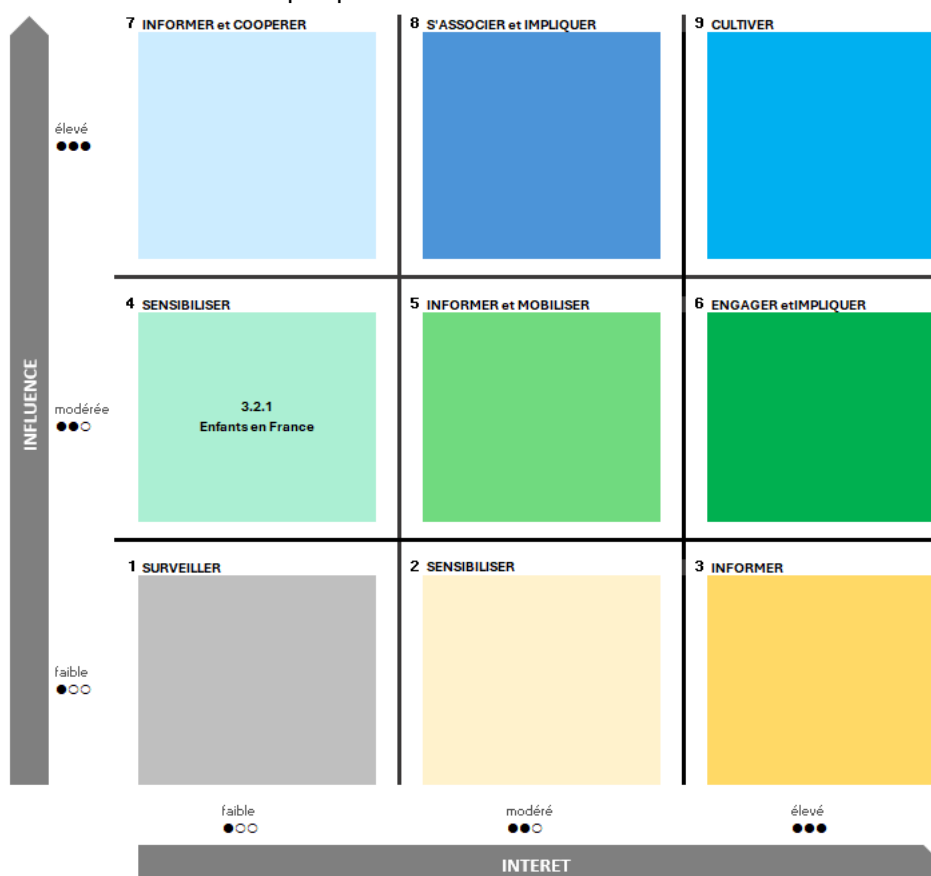 7 INFORMER et COOPERER
8 S'ASSOCIER et IMPLIQUER
9 CULTIVER
élevé
●●●
4 SENSIBILISER
5 INFORMER et MOBILISER
6 ENGAGER etIMPLIQUER
INFLUENCE
modérée
●●○
3.2.1
Enfants en France
1 SURVEILLER
2 SENSIBILISER
3 INFORMER
faible
●○○
faible
●○○
modéré
●●○
élevé
●●●
INTERET